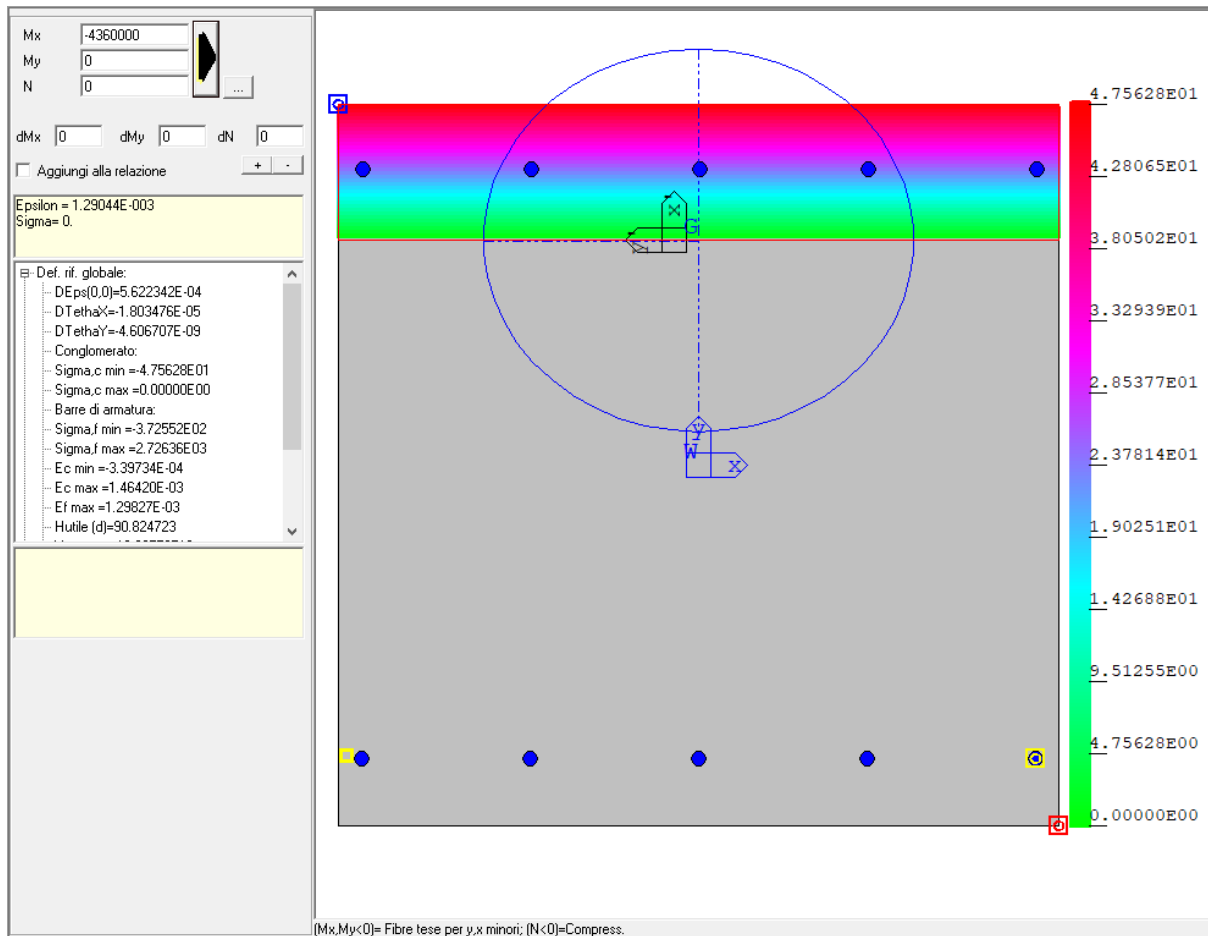 Mx -4360000
My 0
N 0
...
dMx 0 dMy 0 dN 0
Aggiungi alla relazione + -
Epsilon = 1.29044E-003
Sigma= 0.
Def. rif. globale:
DEps(0,0)=5.622342E-04
DTethaX=-1.803476E-05
DTethaY=-4.606707E-09
Conglomerato:
Sigma,c min =-4.75628E01
Sigma,c max =0.00000E00
Barre di armatura:
Sigma,f min =-3.72552E02
Sigma,f max =2.72636E03
Ec min =-3.39734E-04
Ec max =1.46420E-03
Ef max =1.29827E-03
Hutile (d)=90.824723
x
G
y
y
W
x
4.75628E01
4.28065E01
3.80502E01
3.32939E01
2.85377E01
2.37814E01
1.90251E01
1.42688E01
9.51255E00
4.75628E00
0.00000E00
(Mx,My<0)= Fibre tese per y,x minori; (N<0)=Compress.